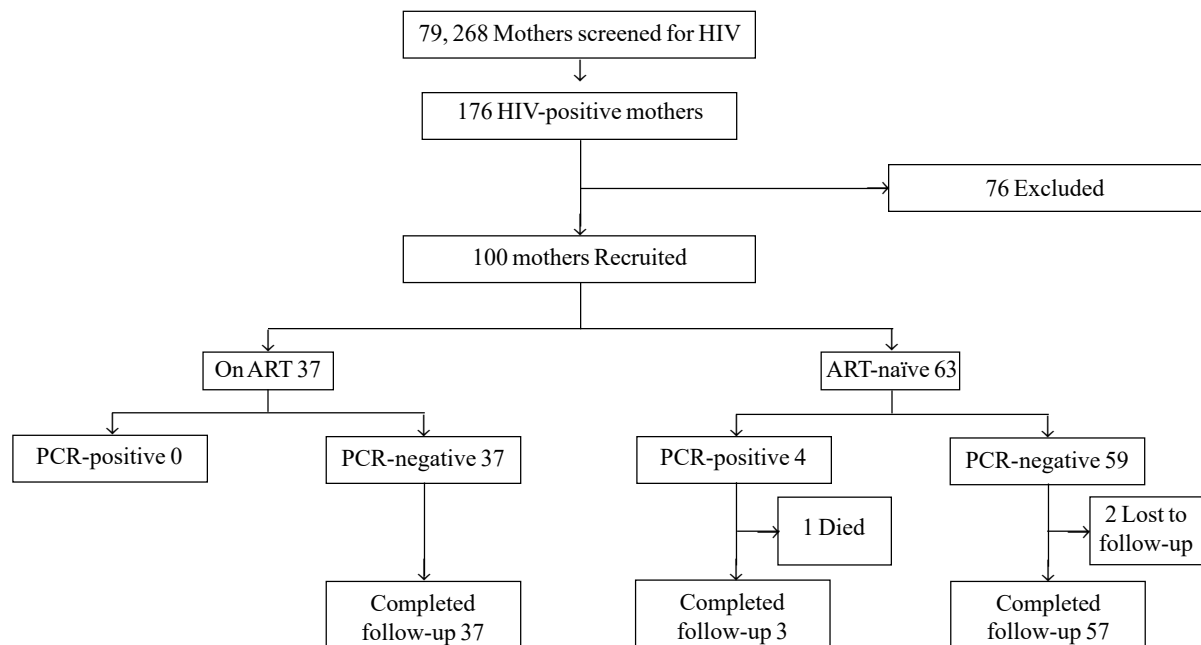 79, 268 Mothers screened for HIV
176 HIV-positive mothers
76 Excluded
100 mothers Recruited
On ART 37
ART-naïve 63
PCR-positive 0
PCR-negative 37
PCR-positive 4
PCR-negative 59
1 Died
2 Lost to
follow-up
Completed
follow-up 37
Completed
follow-up 3
Completed
follow-up 57